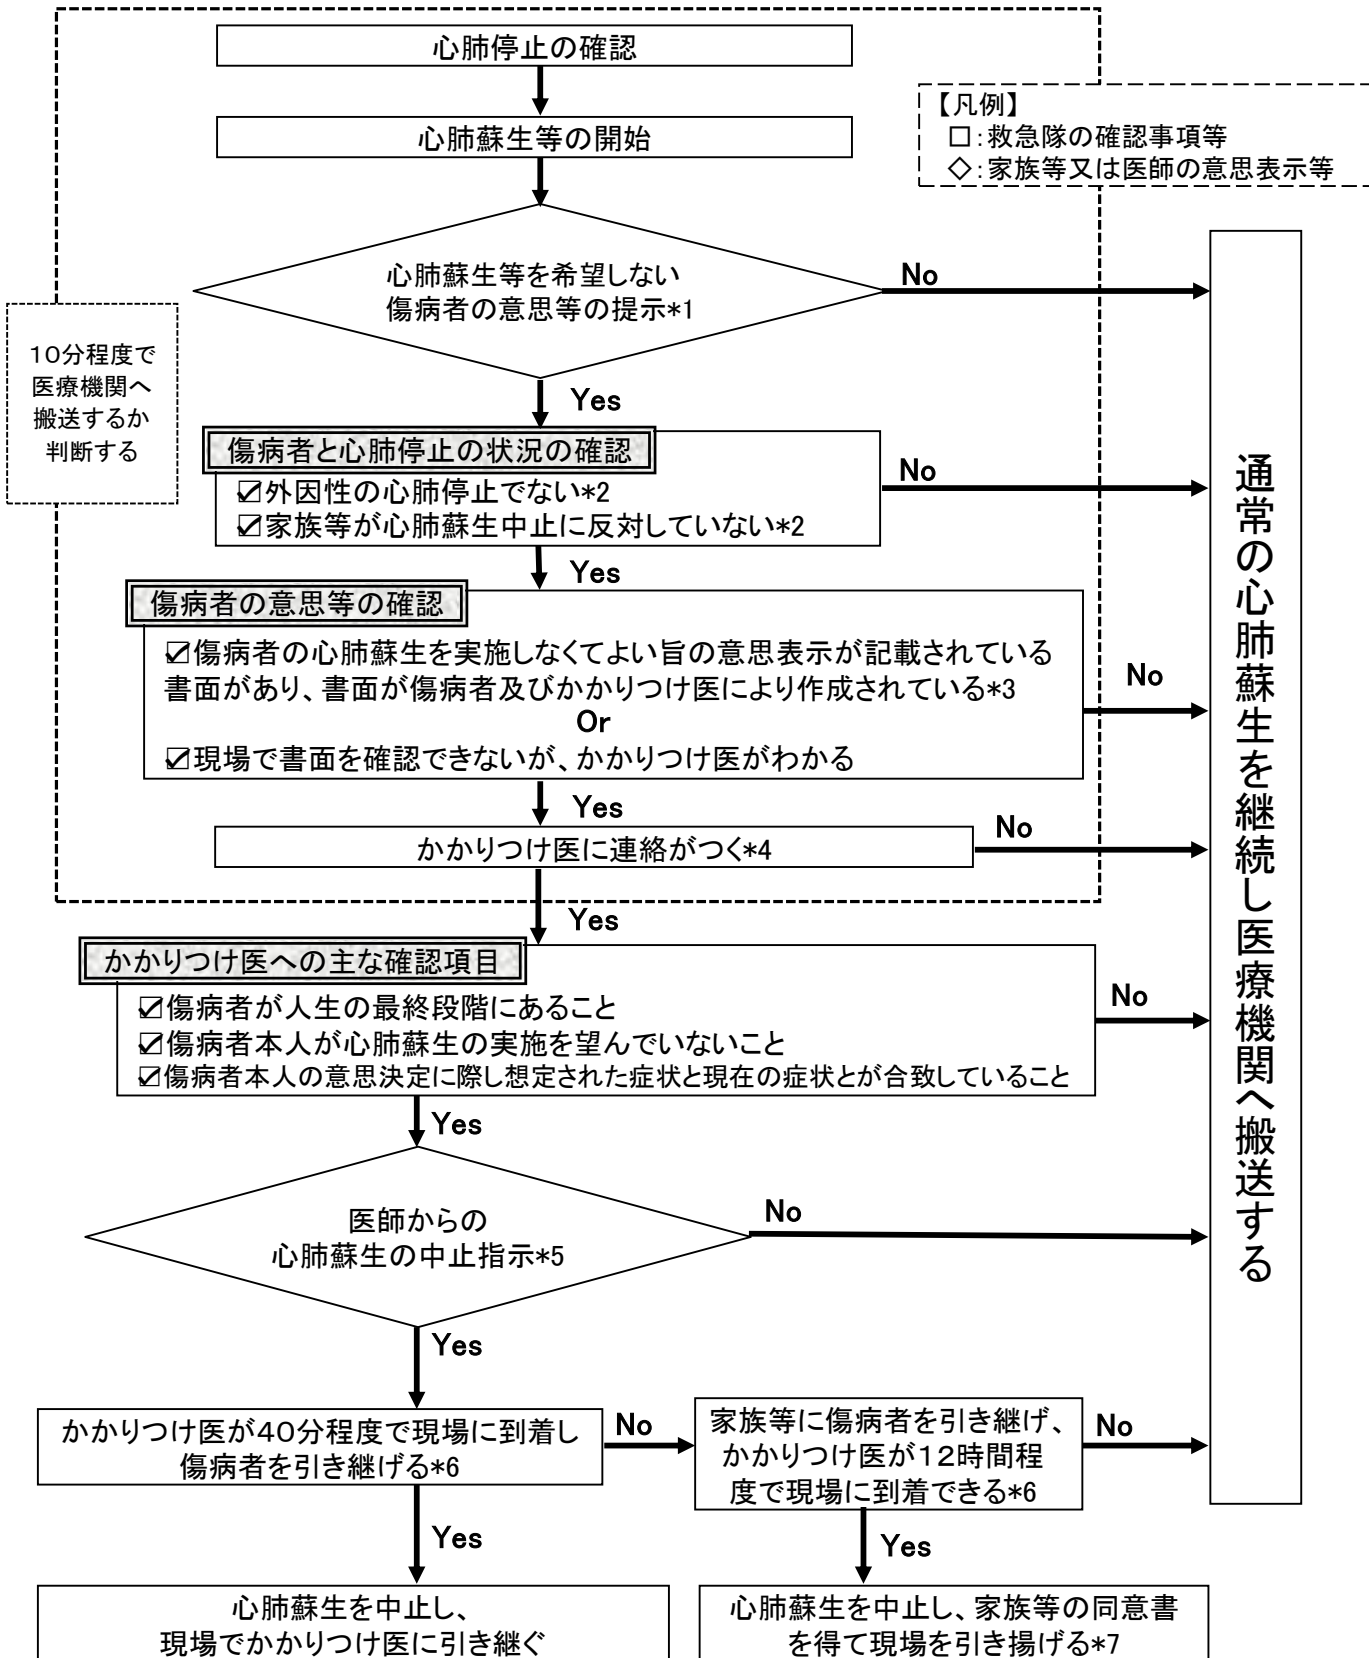 心肺停止の確認
【凡例】
□:救急隊の確認事項等
◇:家族等又は医師の意思表示等
心肺蘇生等の開始
心肺蘇生等を希望しない
傷病者の意思等の提示*1
No
10分程度で
医療機関へ
搬送するか
判断する
Yes
傷病者と心肺停止の状況の確認
☑外因性の心肺停止でない*2
☑家族等が心肺蘇生中止に反対していない*2
No
Yes
傷病者の意思等の確認
☑傷病者の心肺蘇生を実施しなくてよい旨の意思表示が記載されている
書面があり、書面が傷病者及びかかりつけ医により作成されている*3
Or
☑現場で書面を確認できないが、かかりつけ医がわかる
No
Yes
かかりつけ医に連絡がつく*4
No
Yes
かかりつけ医への主な確認項目
☑傷病者が人生の最終段階にあること
☑傷病者本人が心肺蘇生の実施を望んでいないこと
☑傷病者本人の意思決定に際し想定された症状と現在の症状とが合致していること
No
Yes
医師からの
心肺蘇生の中止指示*5
No
Yes
かかりつけ医が40分程度で現場に到着し
傷病者を引き継げる*6
No
家族等に傷病者を引き継げ、
かかりつけ医が12時間程
度で現場に到着できる*6
No
Yes
Yes
心肺蘇生を中止し、
現場でかかりつけ医に引き継ぐ
心肺蘇生を中止し、家族等の同意書
を得て現場を引き揚げる*7
通常の心肺蘇生を継続し医療機関へ搬送する